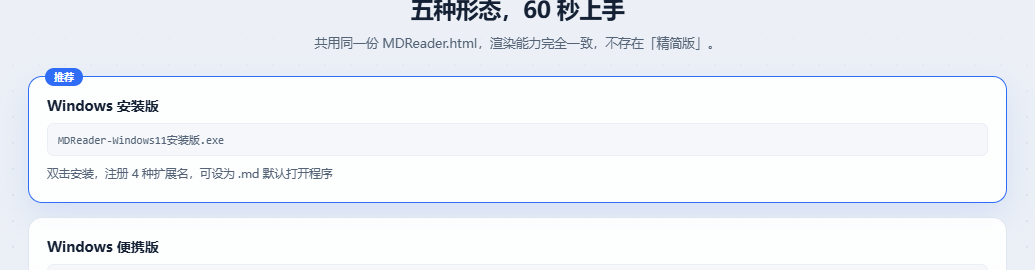 五种形态，60 秒上手
共用同一份 MDReader.html，渲染能力完全一致，不存在「精简版」。
推荐
Windows 安装版
MDReader-Windows11安装版.exe
双击安装，注册 4 种扩展名，可设为 .md 默认打开程序
Windows 便携版